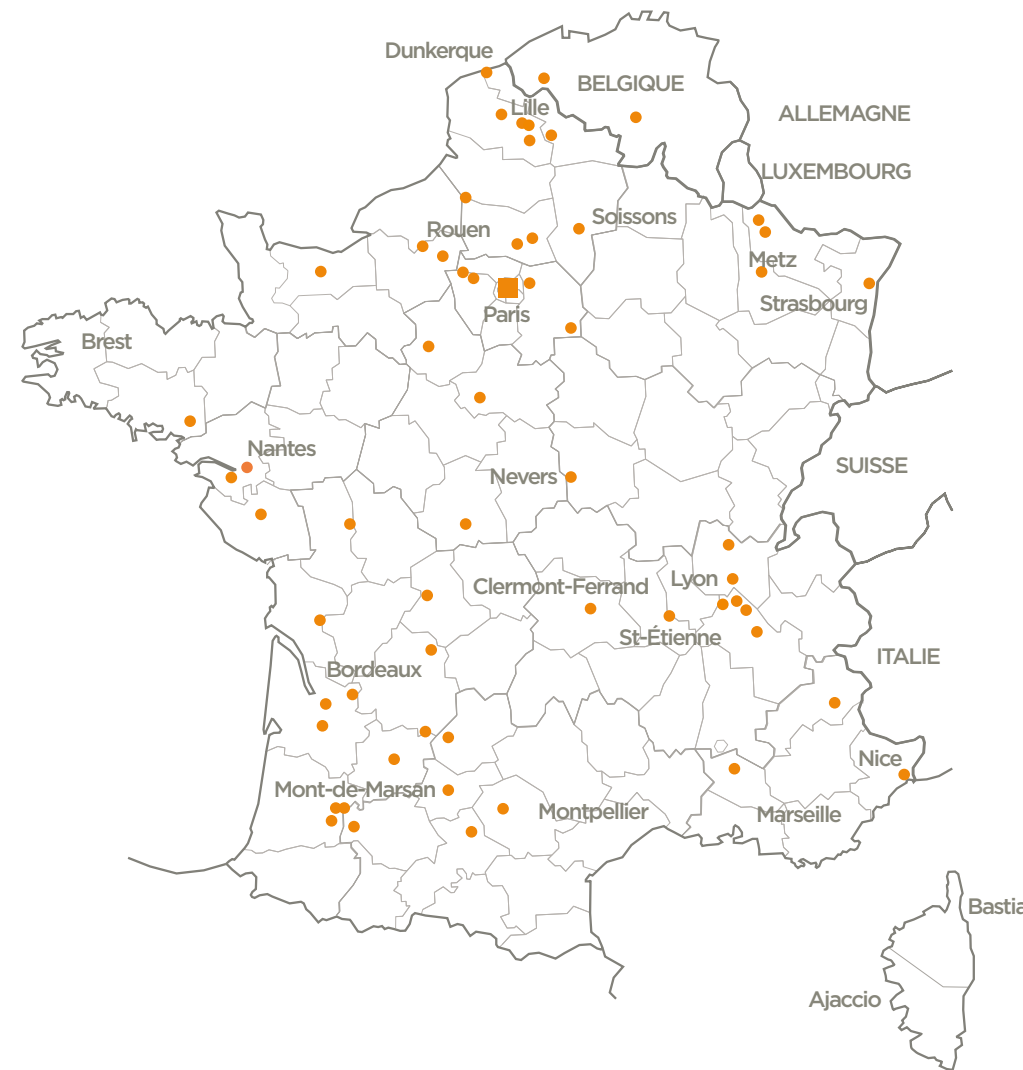 Dunkerque
BELGIQUE
Lille
ALLEMAGNE
LUXEMBOURG
Soissons
Rouen
Metz
Strasbourg
Paris
Brest
Nantes
SUISSE
Nevers
Lyon
Clermont-Ferrand
St-Étienne
ITALIE
Bordeaux
Nice
Mont-de-Marsan
Montpellier
Marseille
Bastia
Ajaccio